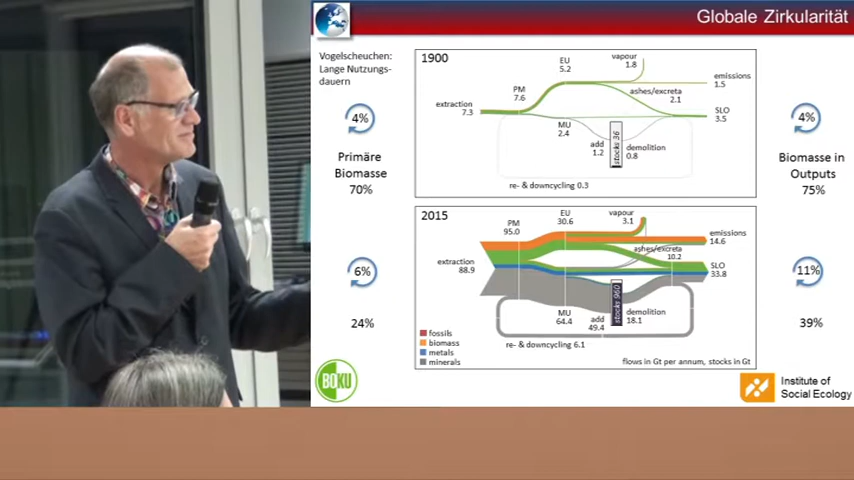 Globale Zirkularität
Vogelscheuchen:
Lange Nutzungs-
dauern
4%
Primäre
Biomasse
70%
6%
24%
1900
extraction
7.3
PM
7.6
EU
5.2
vapour
1.8
emissions
1.5
ashes/excreta
2.1
SLO
3.5
MU
2.4
add
1.2
stocks 36
demolition
0.8
re- & downcycling 0.3
2015
extraction
88.9
PM
95.0
EU
30.6
vapour
3.1
emissions
14.6
ashes/excreta
10.2
SLO
33.8
MU
64.4
add
49.4
stocks 960
demolition
18.1
re- & downcycling 6.1
fossils
biomass
metals
minerals
flows in Gt per annum, stocks in Gt
4%
Biomasse in
Outputs
75%
11%
39%
BOKU
Institute of
Social Ecology